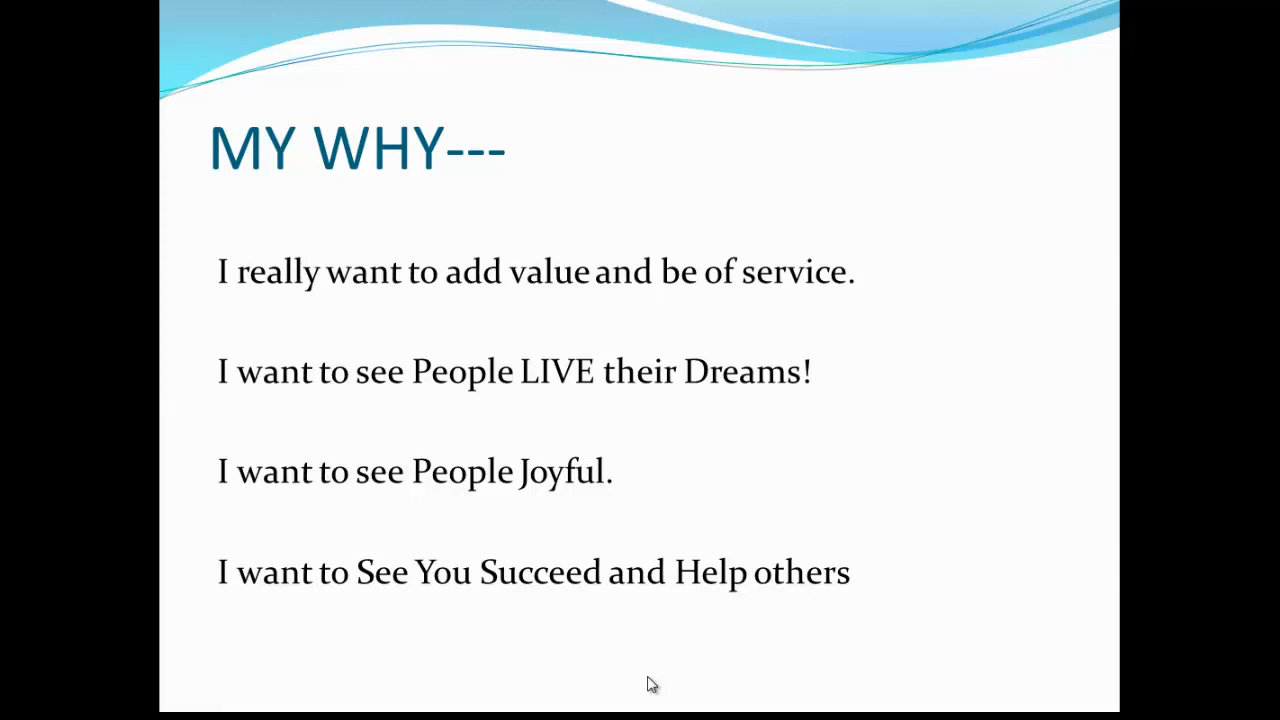 MY WHY---
I really want to add value and be of service.
I want to see People LIVE their Dreams!
I want to see People Joyful.
I want to See You Succeed and Help others